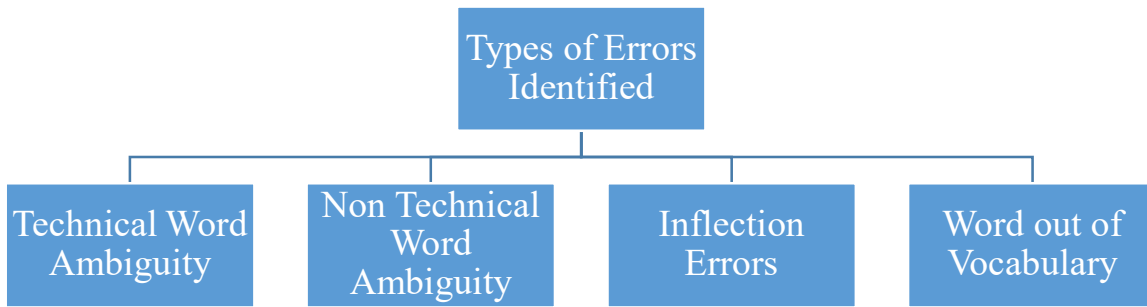 Types of Errors
Identified
Technical Word
Ambiguity
Non Technical
Word
Ambiguity
Inflection
Errors
Word out of
Vocabulary